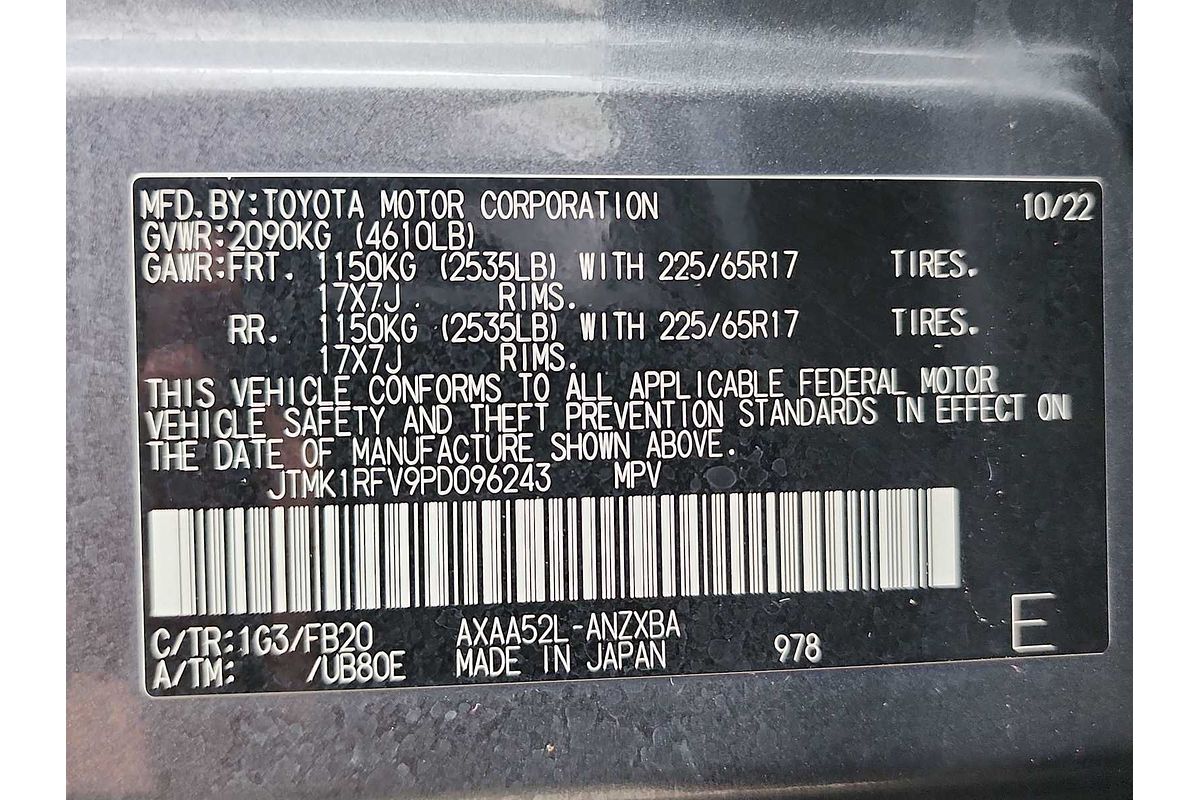 MFD. BY:TOYOTA MOTOR CORPORATION 10/22
GVWR:2090KG (4610LB)
GAWR:FRT. 1150KG (2535LB) WITH 225/65R17 TIRES.
17X7J RIMS.
RR. 1150KG (2535LB) WITH 225/65R17 TIRES.
17X7J RIMS.
THIS VEHICLE CONFORMS TO ALL APPLICABLE FEDERAL MOTOR
VEHICLE SAFETY AND THEFT PREVENTION STANDARDS IN EFFECT ON
THE DATE OF MANUFACTURE SHOWN ABOVE.
JTMK1RFV9PD096243 MPV
C/TR:1G3/FB20 AXAA52L-ANZXBA 978 E
A/TM: /UB80E MADE IN JAPAN